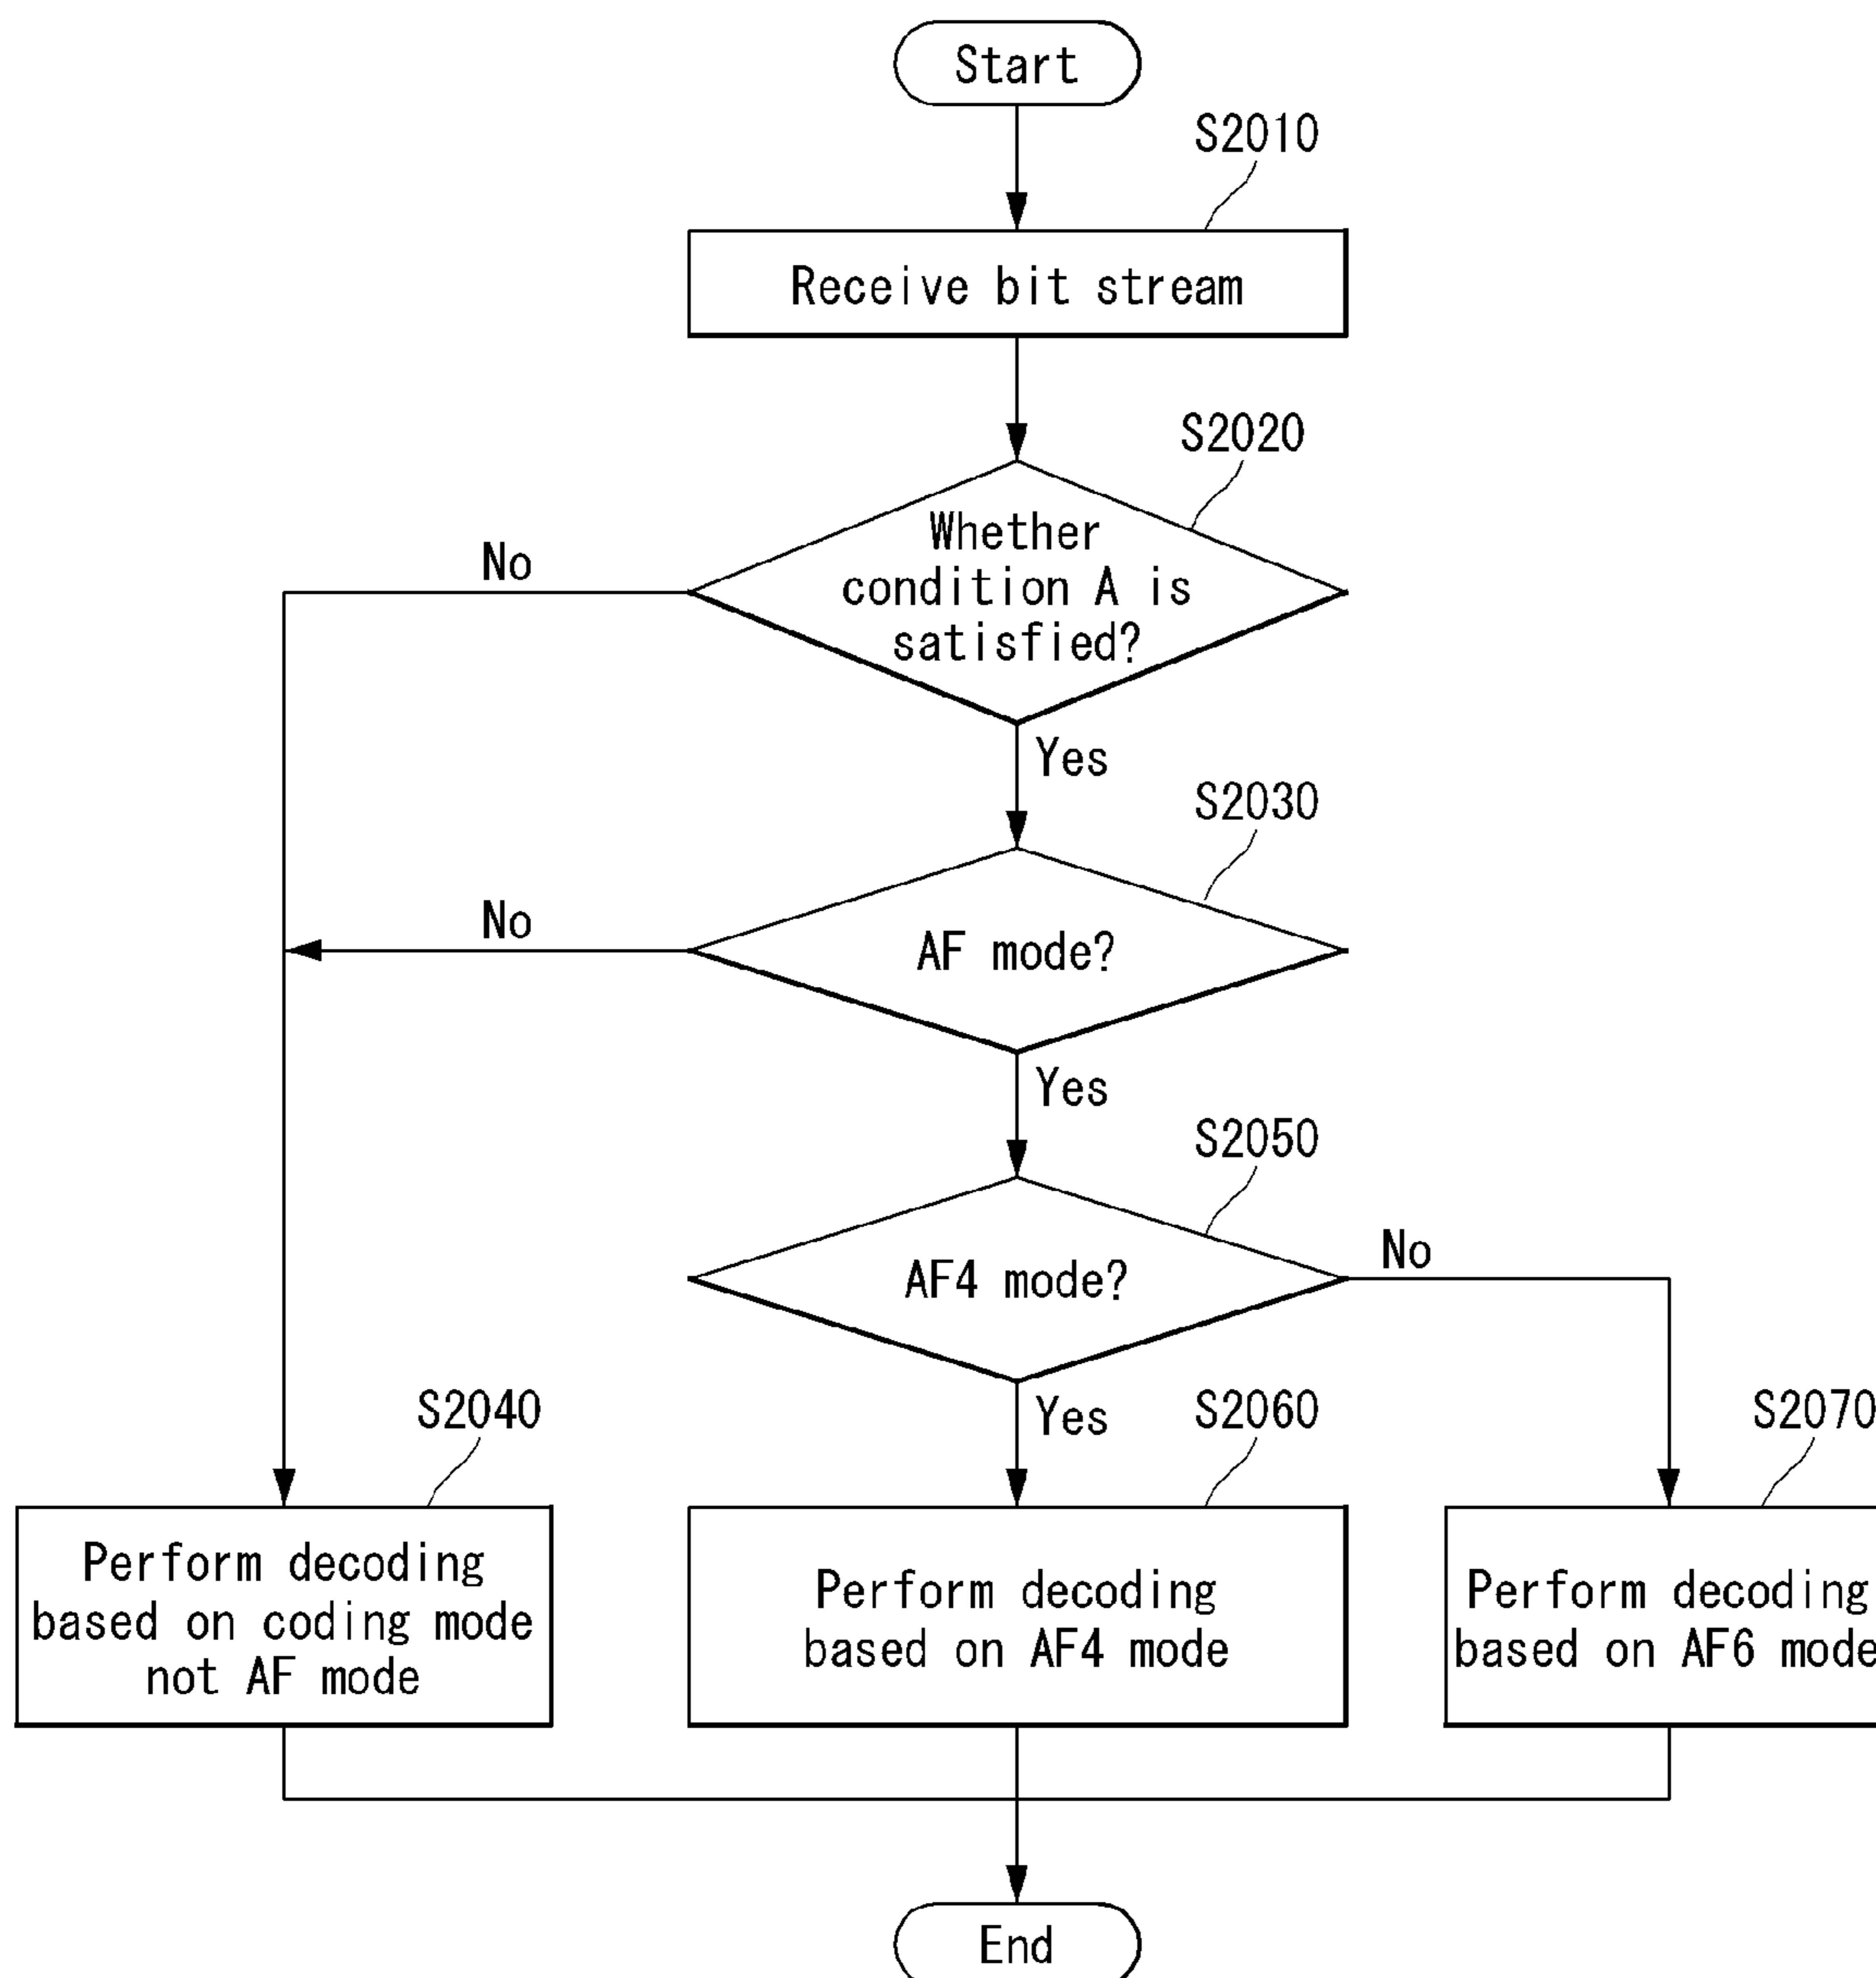 Start
S2010
Receive bit stream
S2020
Whether
condition A is
satisfied?
No
Yes
S2030
AF mode?
No
Yes
S2050
AF4 mode?
No
Yes
S2040
S2060
S2070
Perform decoding
based on coding mode
not AF mode
Perform decoding
based on AF4 mode
Perform decoding
based on AF6 mode
End